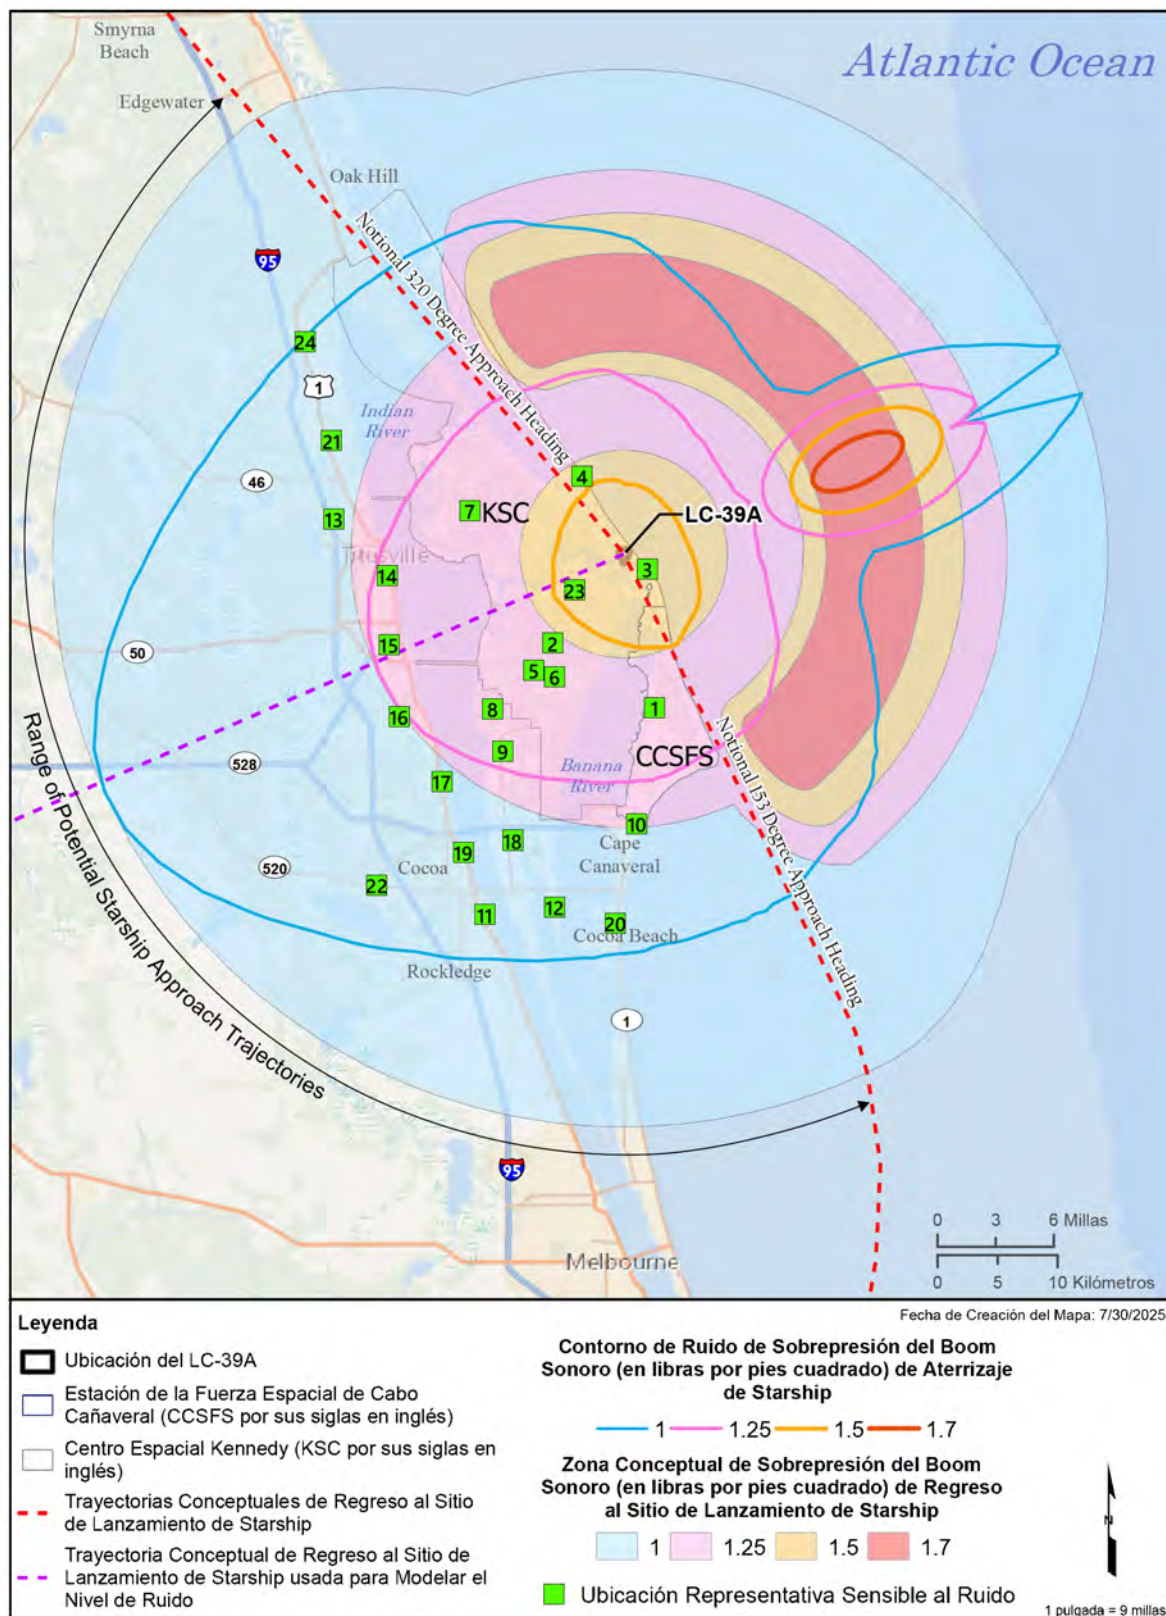 Smyrna
Beach
Atlantic Ocean
Edgewater
Oak Hill
95
Notional 320 Degree Approach Heading
24
1
Indian
River
21
46
4
7
KSC
LC-39A
13
Titusville
3
14
23
2
15
50
5
6
8
1
16
Notional 153 Degree Approach Heading
9
CCSFS
Banana
River
528
17
Range of Potential Starship Approach Trajectories
10
18
Cape
Canaveral
19
Cocoa
520
22
12
11
20
Cocoa Beach
Rockledge
1
95
0 3 6 Millas
0 5 10 Kilómetros
Melbourne
Fecha de Creación del Mapa: 7/30/2025
Leyenda
Ubicación del LC-39A
Estación de la Fuerza Espacial de Cabo
Cañaveral (CCSFS por sus siglas en inglés)
Centro Espacial Kennedy (KSC por sus siglas en
inglés)
Trayectorias Conceptuales de Regreso al Sitio
de Lanzamiento de Starship
Trayectoria Conceptual de Regreso al Sitio de
Lanzamiento de Starship usada para Modelar el
Nivel de Ruido
Contorno de Ruido de Sobrepresión del Boom
Sonoro (en libras por pies cuadrado) de Aterrizaje
de Starship
1 1.25 1.5 1.7
Zona Conceptual de Sobrepresión del Boom
Sonoro (en libras por pies cuadrado) de Regreso
al Sitio de Lanzamiento de Starship
1 1.25 1.5 1.7
Ubicación Representativa Sensible al Ruido
N
1 pulgada = 9 millas